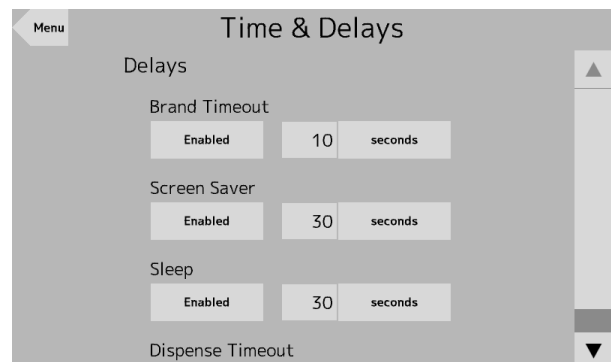 Menu
Time & Delays
Delays
Brand Timeout
Enabled 10 seconds
Screen Saver
Enabled 30 seconds
Sleep
Enabled 30 seconds
Dispense Timeout